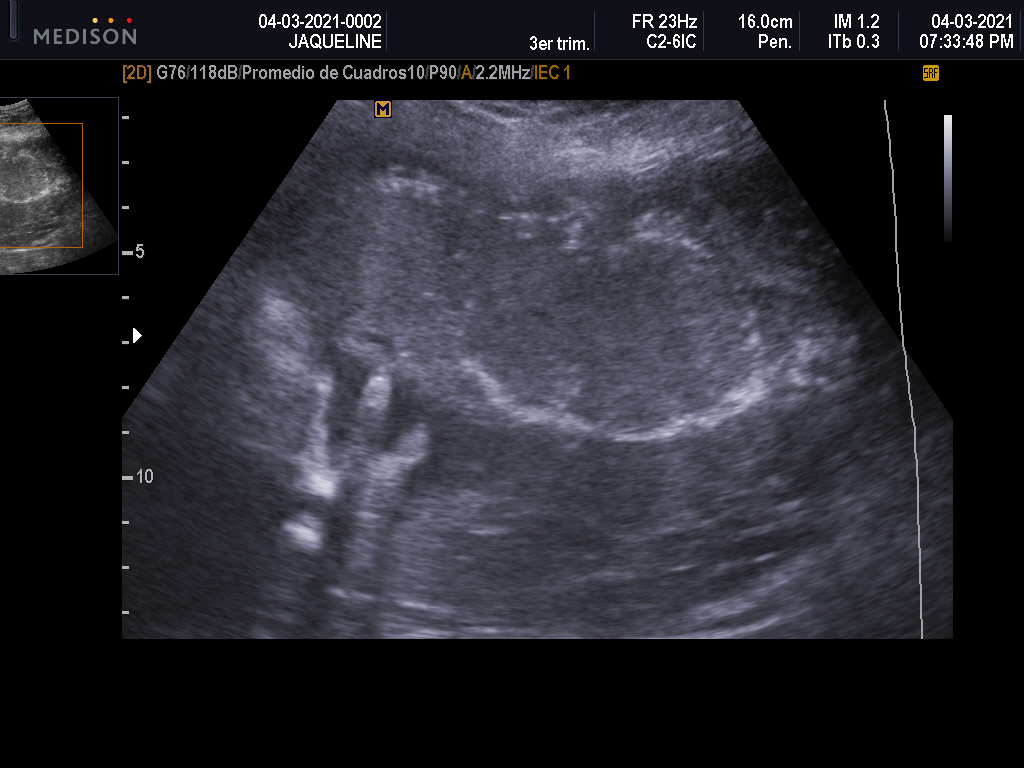 MEDISON
04-03-2021-0002
JAQUELINE
3er trim.
FR 23Hz
C2-6IC
16.0cm
Pen.
IM 1.2
ITb 0.3
04-03-2021
07:33:48 PM
[2D] G76/118dB/Promedio de Cuadros10/P90/A/2.2MHz/IEC 1
SRF
M
5
10